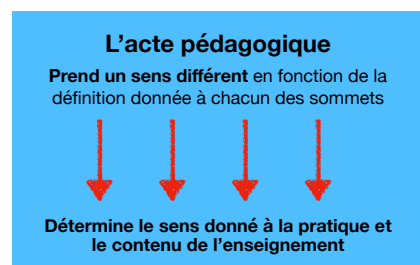 L'acte pédagogique
Prend un sens différent en fonction de la
définition donnée à chacun des sommets
Détermine le sens donné à la pratique et
le contenu de l'enseignement